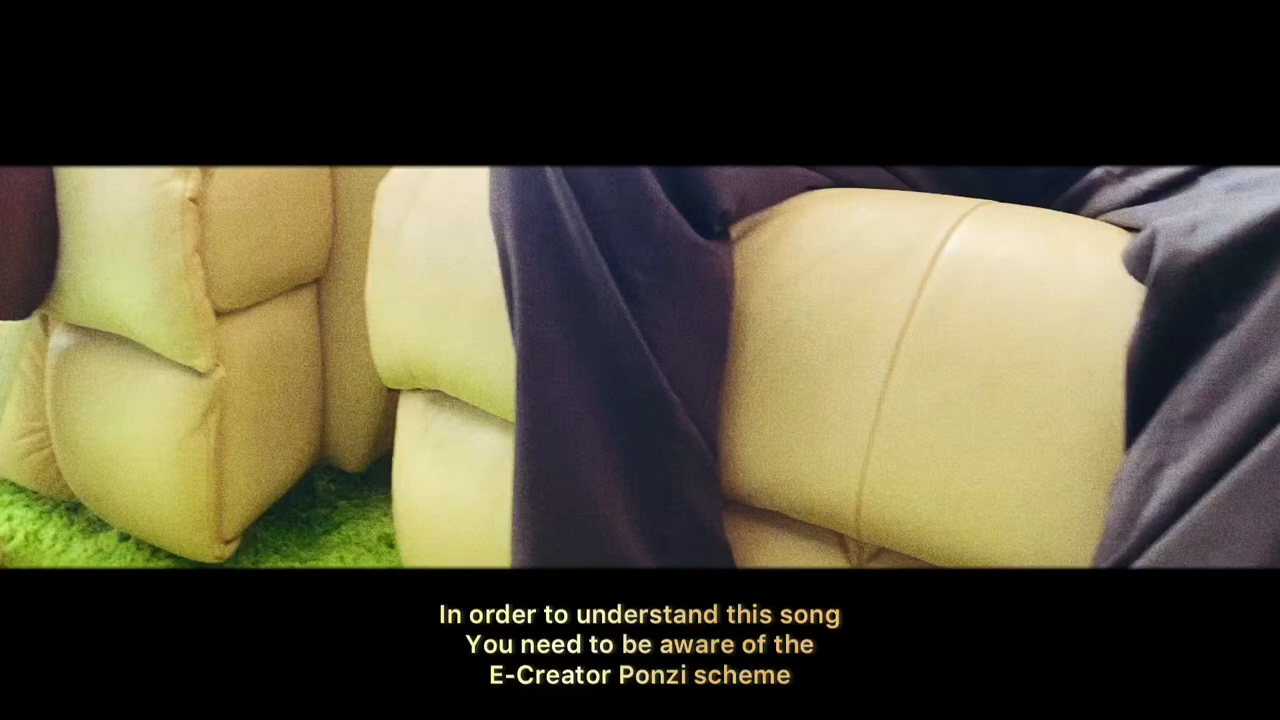 In order to understand this song
You need to be aware of the
E-Creator Ponzi scheme